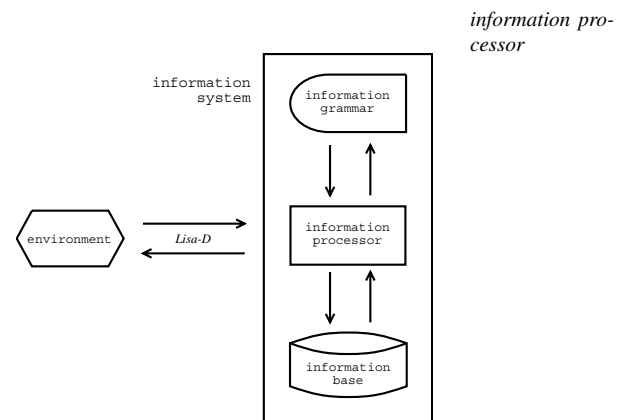 information pro-
cessor
information
system
information
grammar
information
processor
environment
Lisa-D
information
base